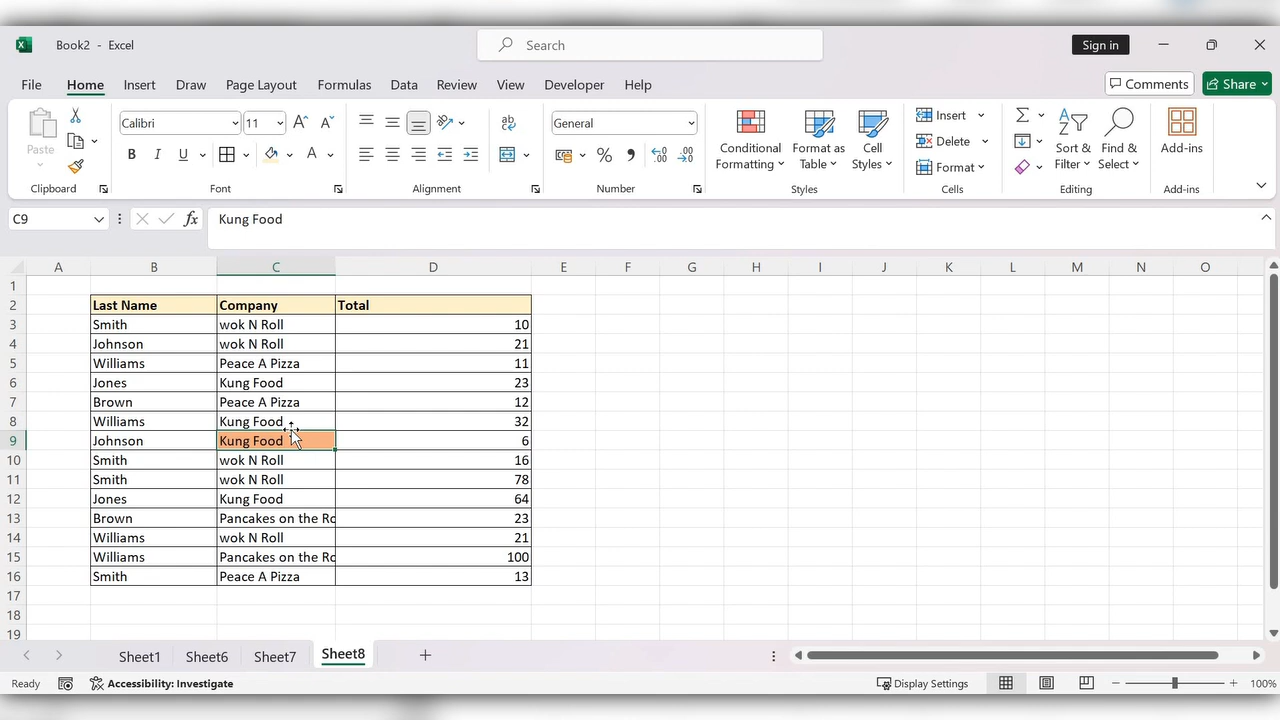 Book2 - Excel
Search
Sign in
File Home Insert Draw Page Layout Formulas Data Review View Developer Help
Comments
Share
Paste
Calibri 11
General
Conditional Formatting
Format as Table
Cell Styles
Insert
Delete
Format
Sort & Filter
Find & Select
Add-ins
Clipboard Font Alignment Number Styles Cells Editing Add-ins
C9 fx Kung Food
A B C D E F G H I J K L M N O
1
2 Last Name Company Total
3 Smith wok N Roll 10
4 Johnson wok N Roll 21
5 Williams Peace A Pizza 11
6 Jones Kung Food 23
7 Brown Peace A Pizza 12
8 Williams Kung Food 32
9 Johnson Kung Food 6
10 Smith wok N Roll 16
11 Smith wok N Roll 78
12 Jones Kung Food 64
13 Brown Pancakes on the Ro 23
14 Williams wok N Roll 21
15 Williams Pancakes on the Ro 100
16 Smith Peace A Pizza 13
17
18
19
Sheet1 Sheet6 Sheet7 Sheet8
Ready Accessibility: Investigate Display Settings 100%